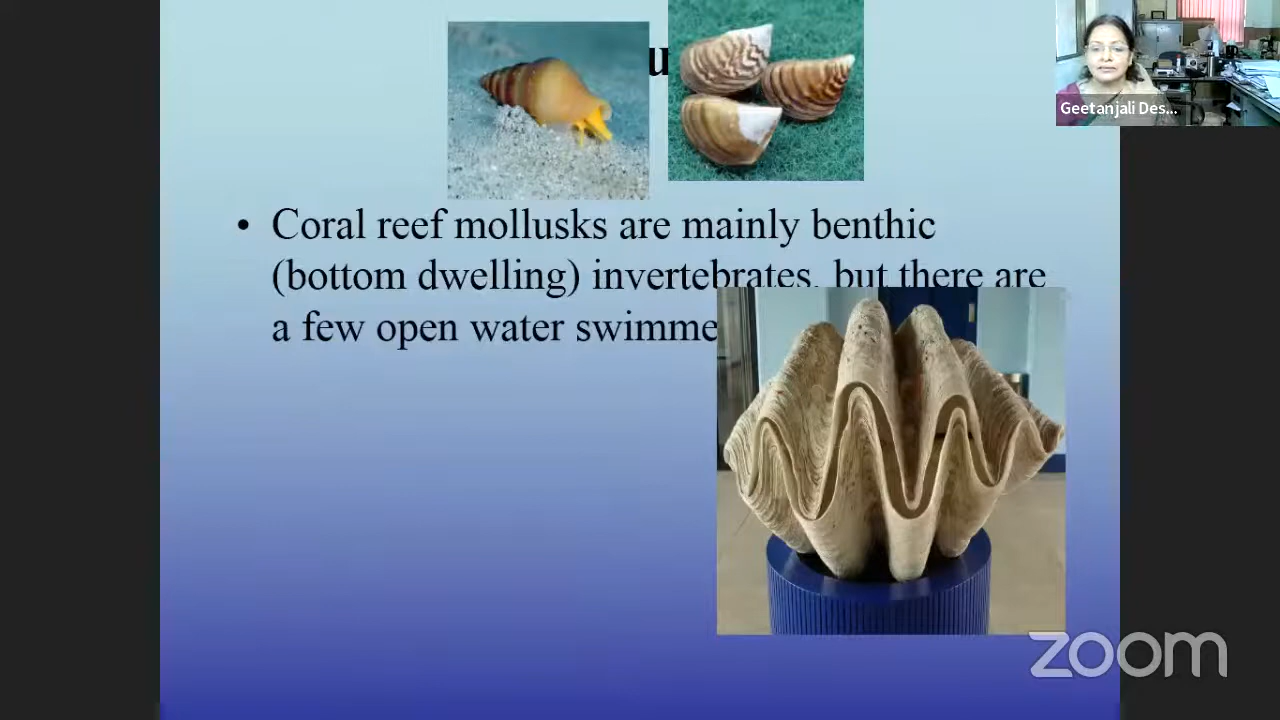 Geetanjali Des...
• Coral reef mollusks are mainly benthic
(bottom dwelling) invertebrates, but there are
a few open water swimme
zoom